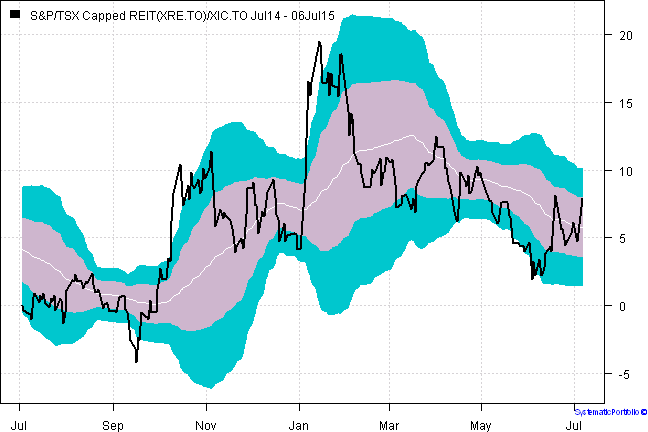 S&P/TSX Capped REIT(XRE.TO)/XIC.TO Jul14 - 06Jul15
20
15
10
5
0
-5
Jul Sep Nov Jan Mar May Jul
SystematicPortfolio ©